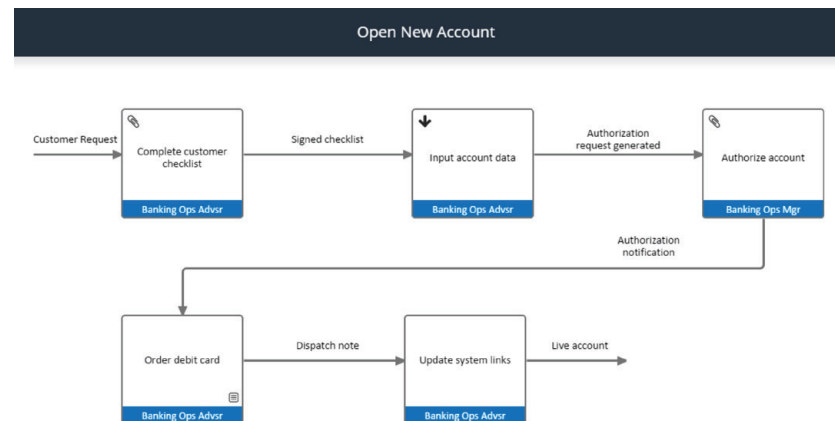 Open New Account
Customer Request
Complete customer
checklist
Banking Ops Advsr
Signed checklist
Input account data
Banking Ops Advsr
Authorization
request generated
Authorize account
Banking Ops Mgr
Authorization
notification
Order debit card
Banking Ops Advsr
Dispatch note
Update system links
Banking Ops Advsr
Live account